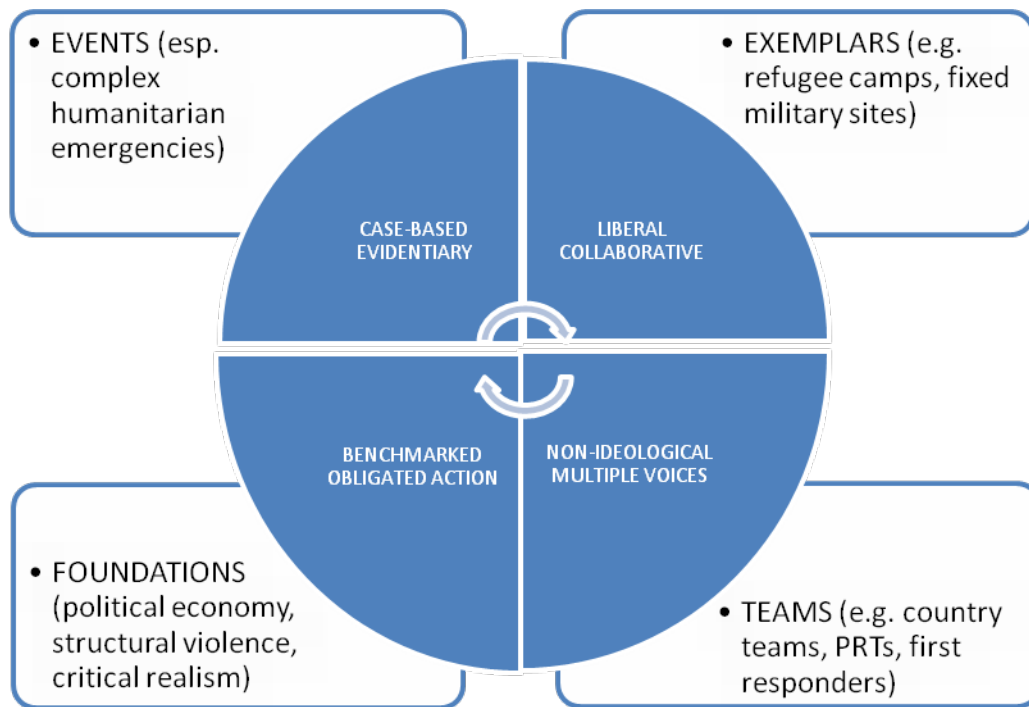 • EVENTS (esp.
complex
humanitarian
emergencies)
• EXEMPLARS (e.g.
refugee camps, fixed
military sites)
CASE-BASED
EVIDENTIARY
LIBERAL
COLLABORATIVE
BENCHMARKED
OBLIGATED ACTION
NON-IDEOLOGICAL
MULTIPLE VOICES
• FOUNDATIONS
(political economy,
structural violence,
critical realism)
• TEAMS (e.g. country
teams, PRTs, first
responders)